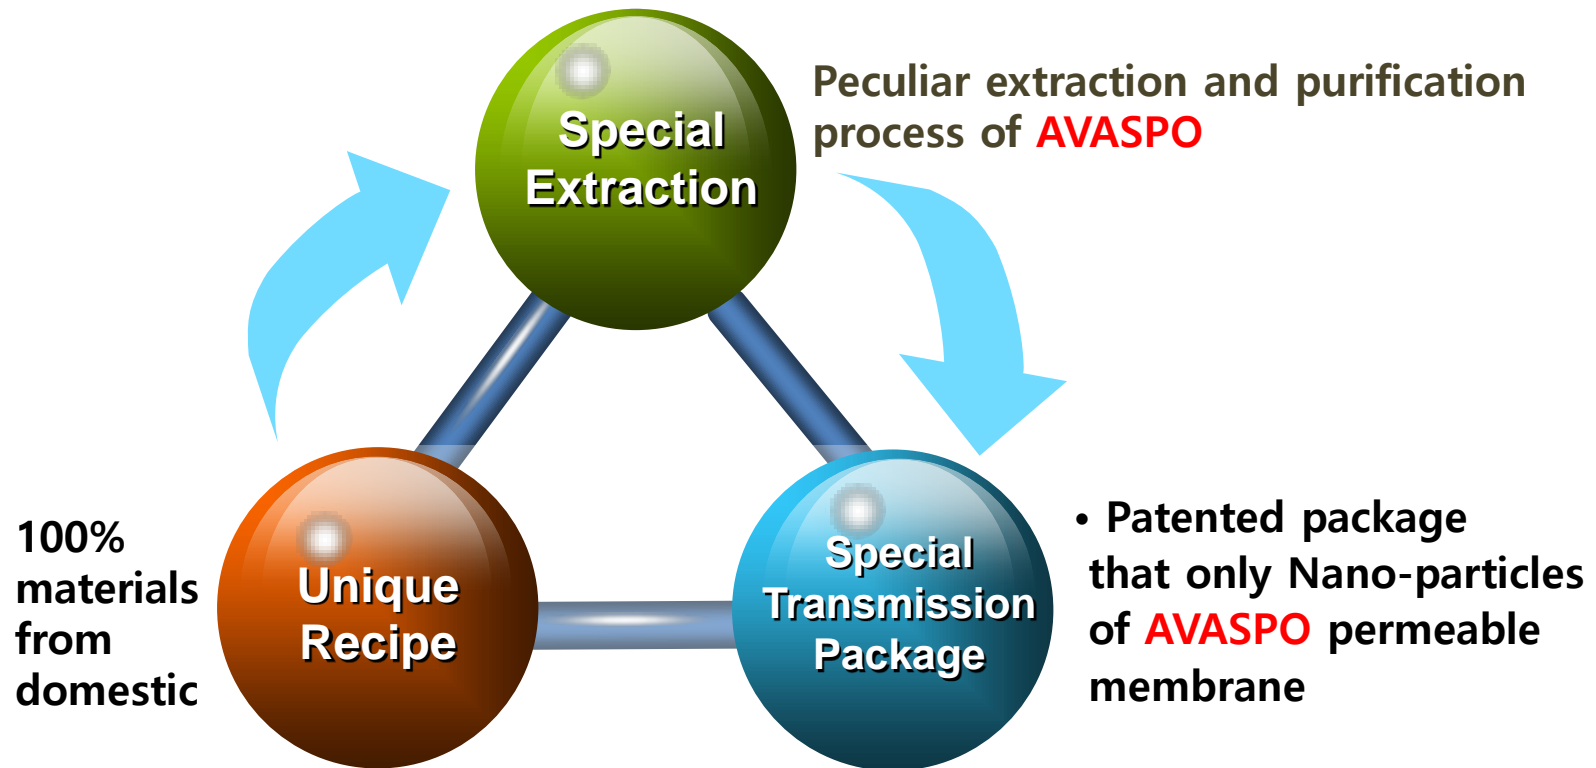 Special
Extraction
Peculiar extraction and purification
process of AVASPO
100%
materials
from
domestic
Unique
Recipe
Special
Transmission
Package
• Patented package
that only Nano-particles
of AVASPO permeable
membrane